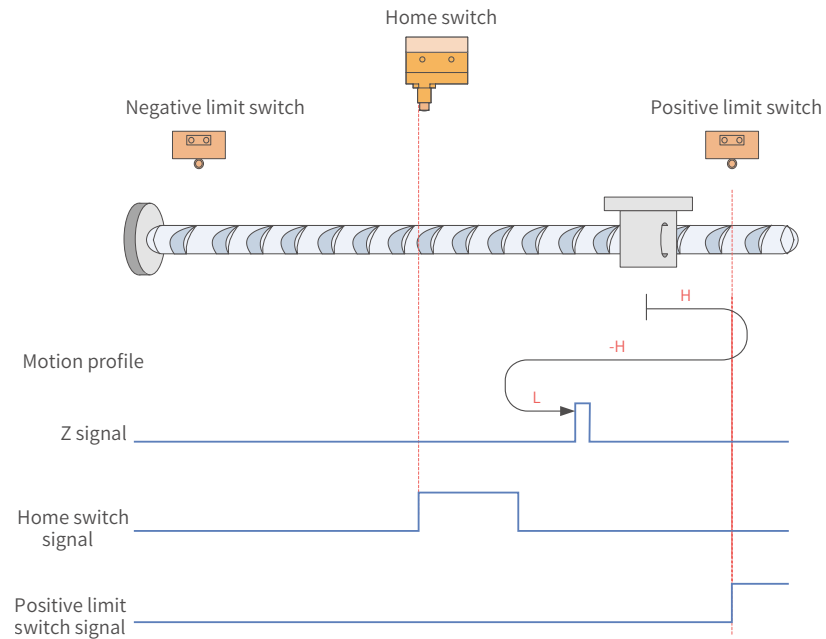 Home switch
Negative limit switch
Positive limit switch
H
-H
Motion profile
L
Z signal
Home switch
signal
Positive limit
switch signal